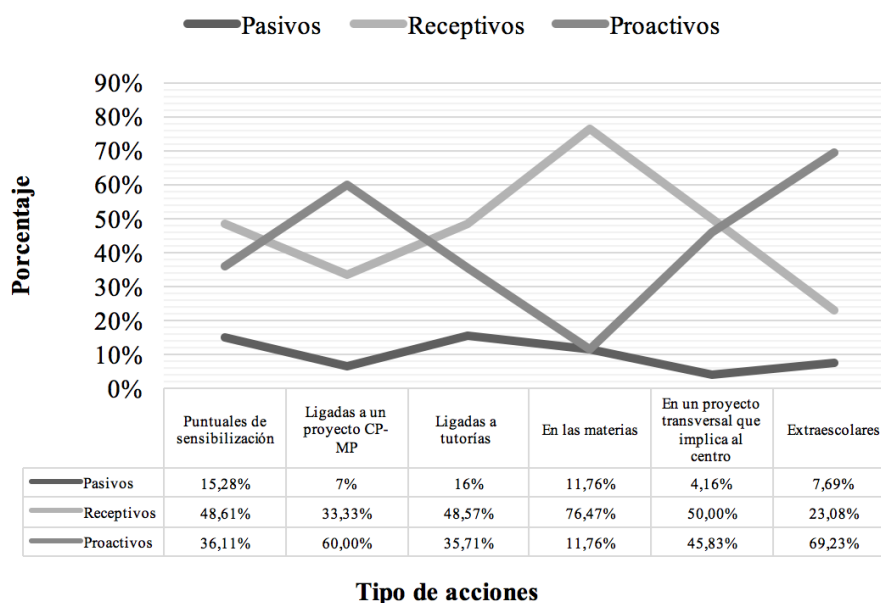 Pasivos Receptivos Proactivos
Porcentaje
90%
80%
70%
60%
50%
40%
30%
20%
10%
0%
Puntuales de sensibilización
Ligadas a un proyecto CP-MP
Ligadas a tutorías
En las materias
En un proyecto transversal que implica al centro
Extraescolares
Pasivos 15,28% 7% 16% 11,76% 4,16% 7,69%
Receptivos 48,61% 33,33% 48,57% 76,47% 50,00% 23,08%
Proactivos 36,11% 60,00% 35,71% 11,76% 45,83% 69,23%
Tipo de acciones